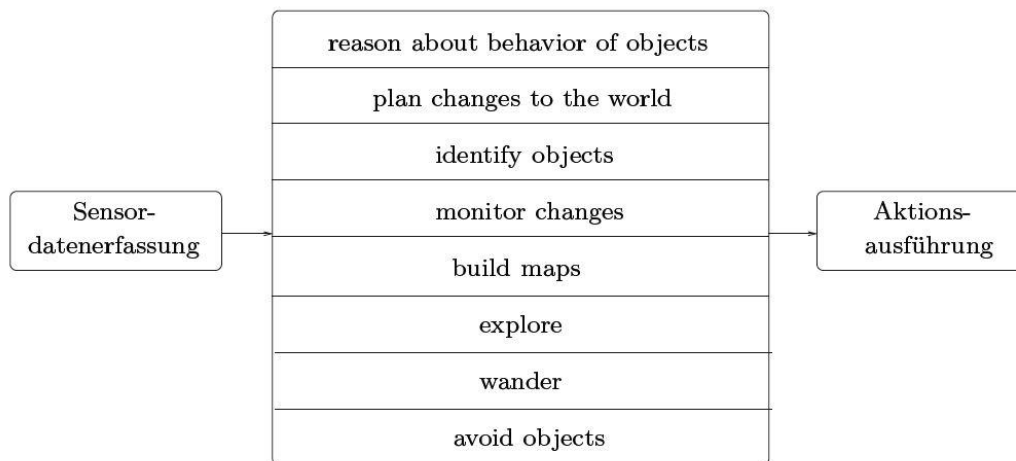 Sensor-
datenerfassung
reason about behavior of objects
plan changes to the world
identify objects
monitor changes
build maps
explore
wander
avoid objects
Aktions-
ausführung